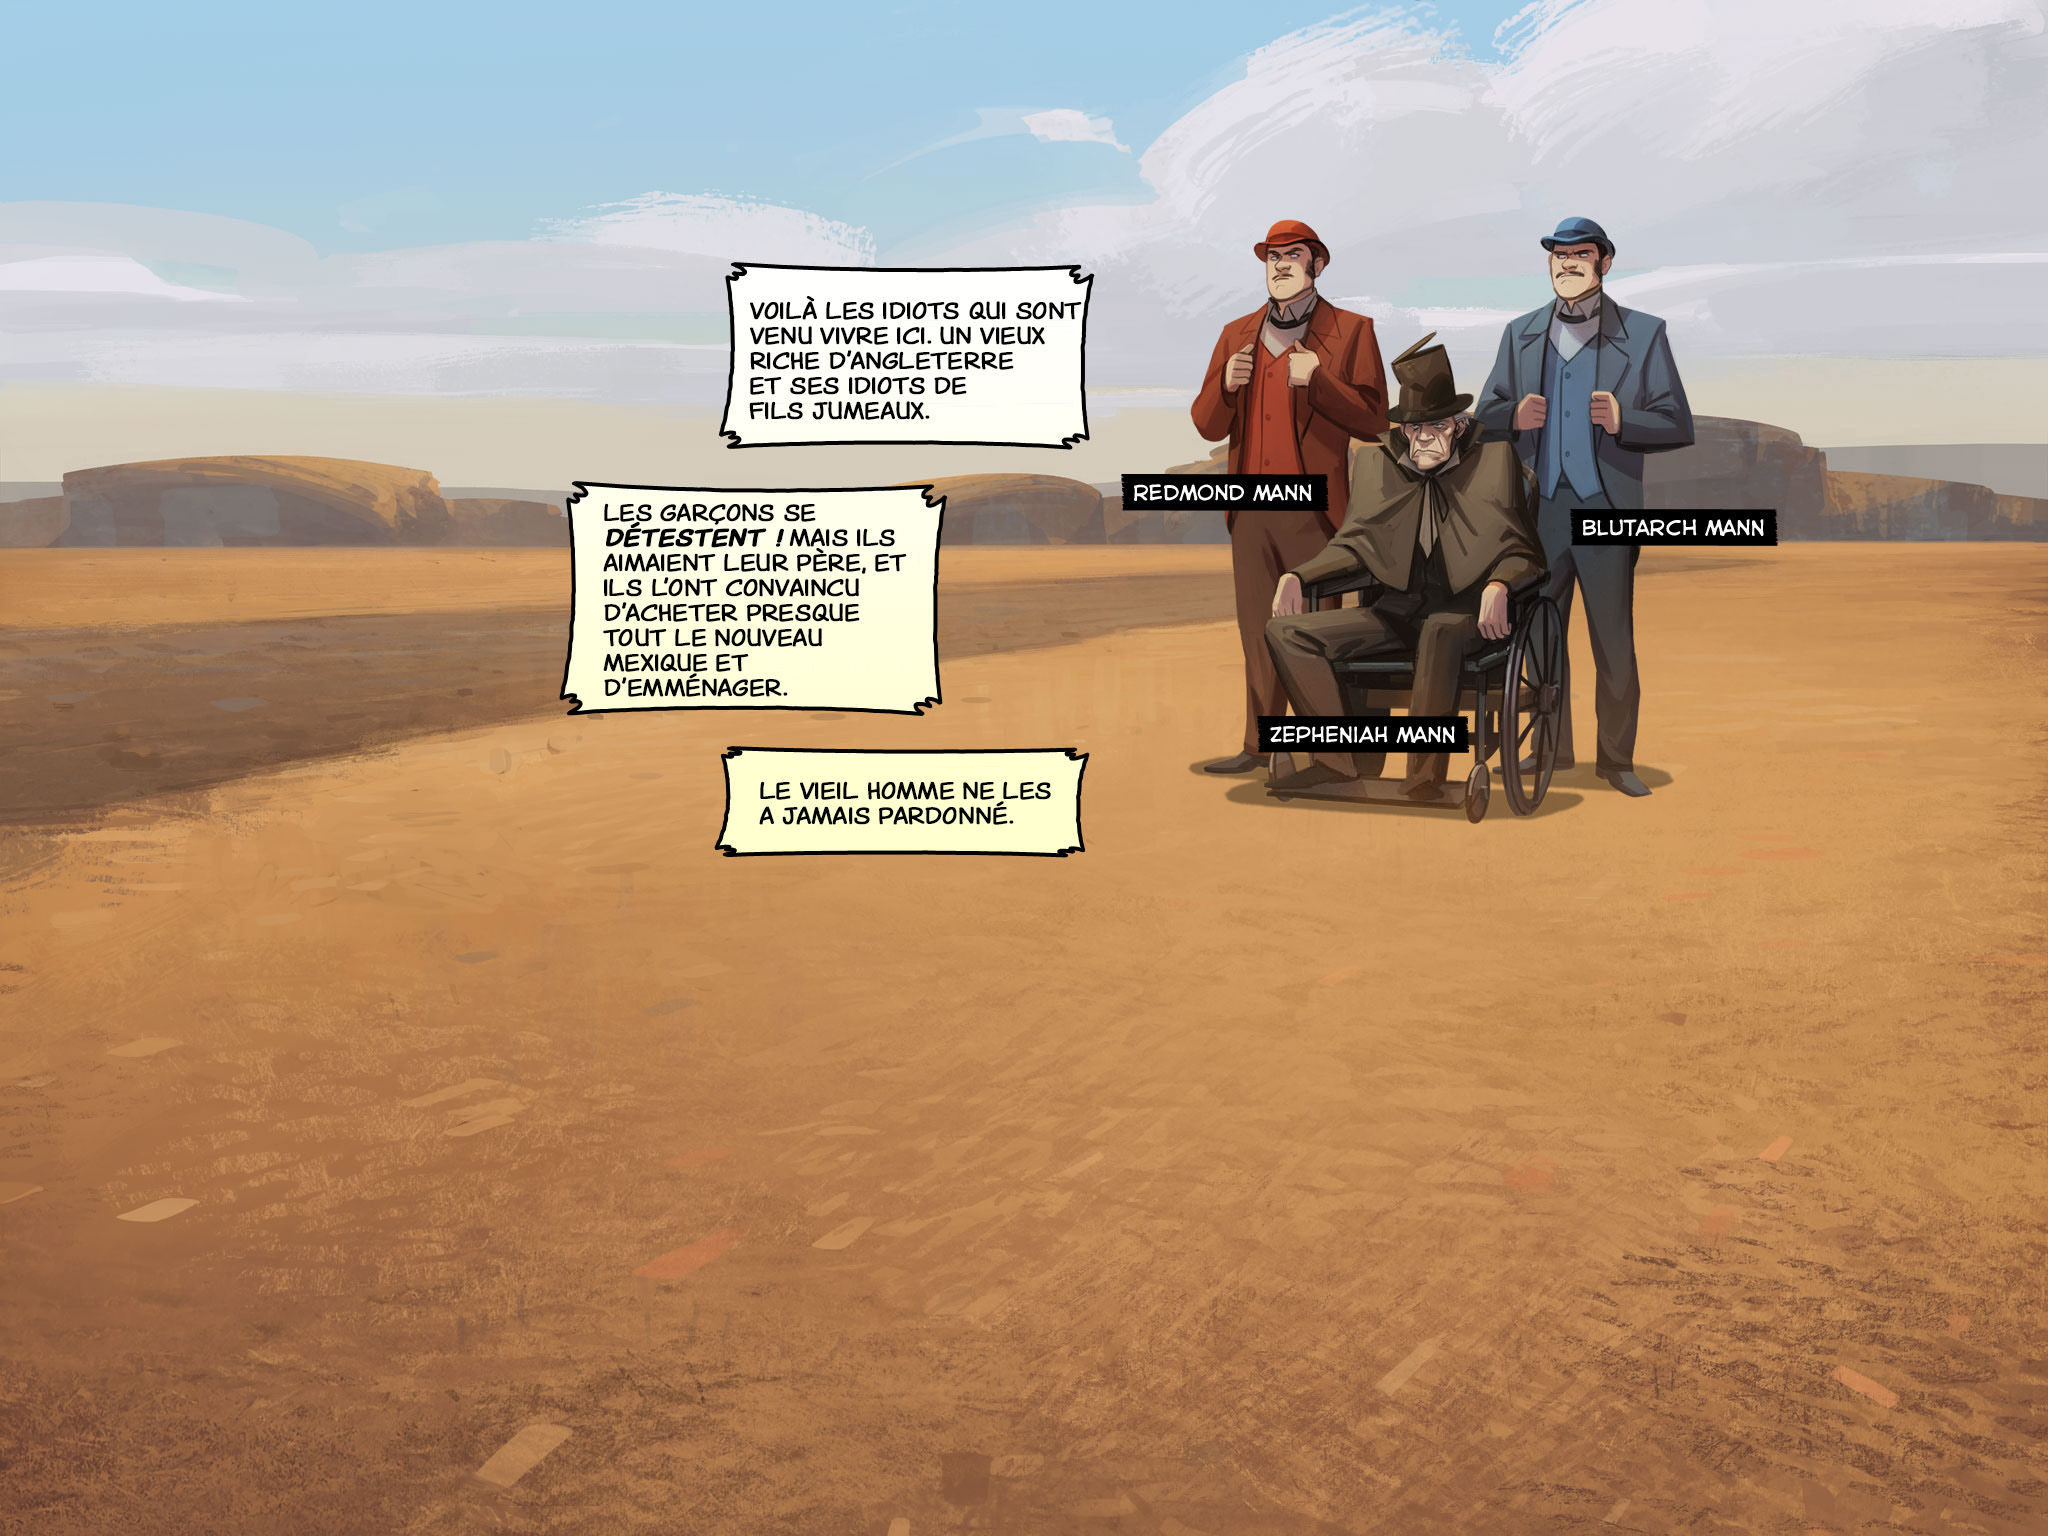 VOILÀ LES IDIOTS QUI SONT
VENU VIVRE ICI. UN VIEUX
RICHE D'ANGLETERRE
ET SES IDIOTS DE
FILS JUMEAUX.
LES GARÇONS SE
DÉTESTENT ! MAIS ILS
AIMAIENT LEUR PÈRE, ET
ILS L'ONT CONVAINCU
D'ACHETER PRESQUE
TOUT LE NOUVEAU
MEXIQUE ET
D'EMMÉNAGER.
LE VIEIL HOMME NE LES
A JAMAIS PARDONNÉ.
REDMOND MANN
BLUTARCH MANN
ZEPHENIAH MANN